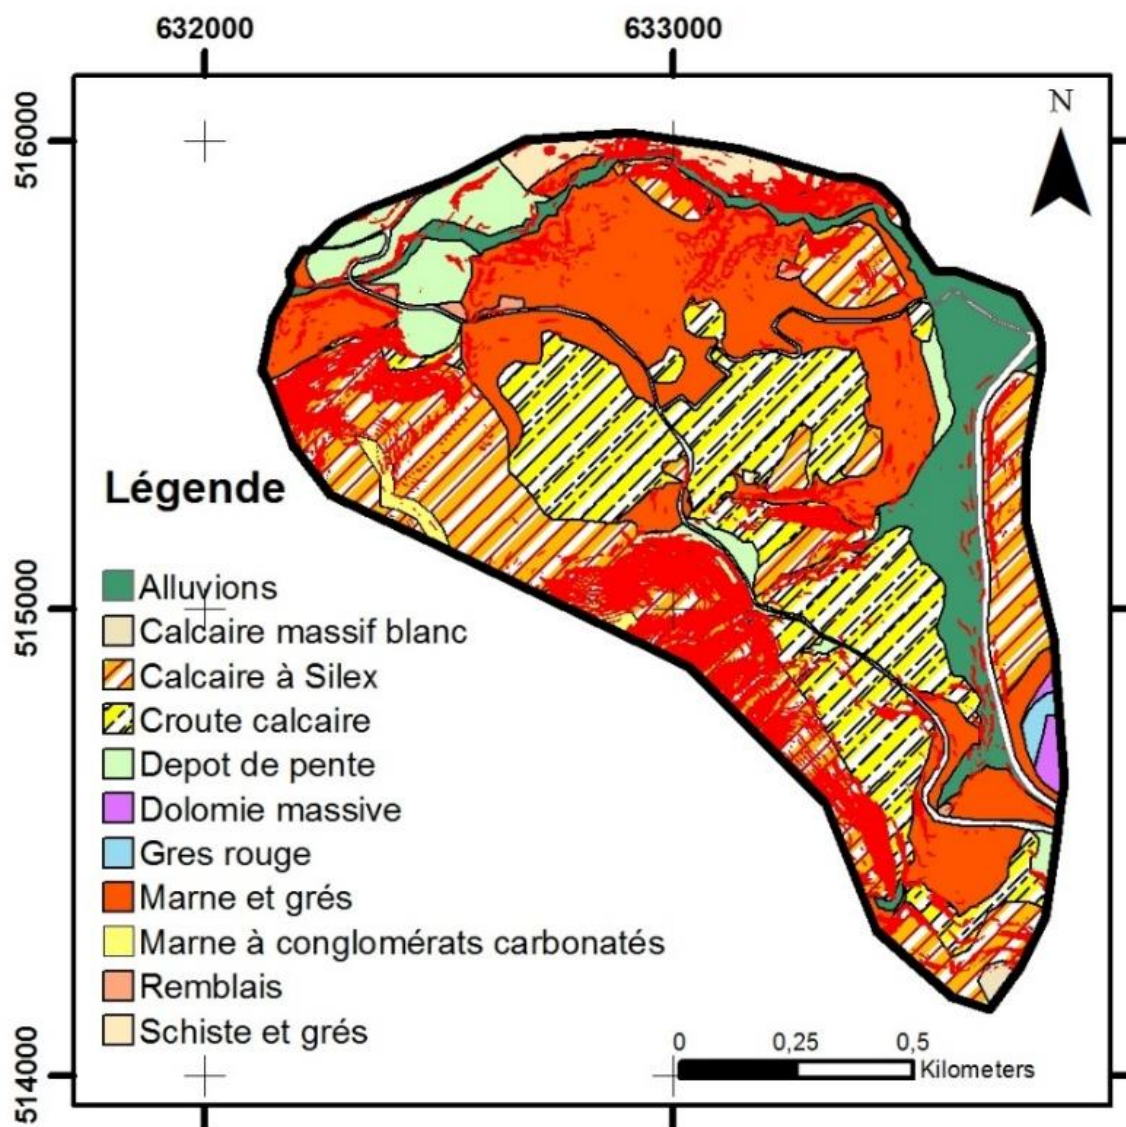 632000 633000
516000
N
515000
514000
Légende
Alluvions
Calcaire massif blanc
Calcaire à Silex
Croute calcaire
Depot de pente
Dolomie massive
Gres rouge
Marne et grés
Marne à conglomérats carbonatés
Remblais
Schiste et grés
0 0,25 0,5
Kilometers